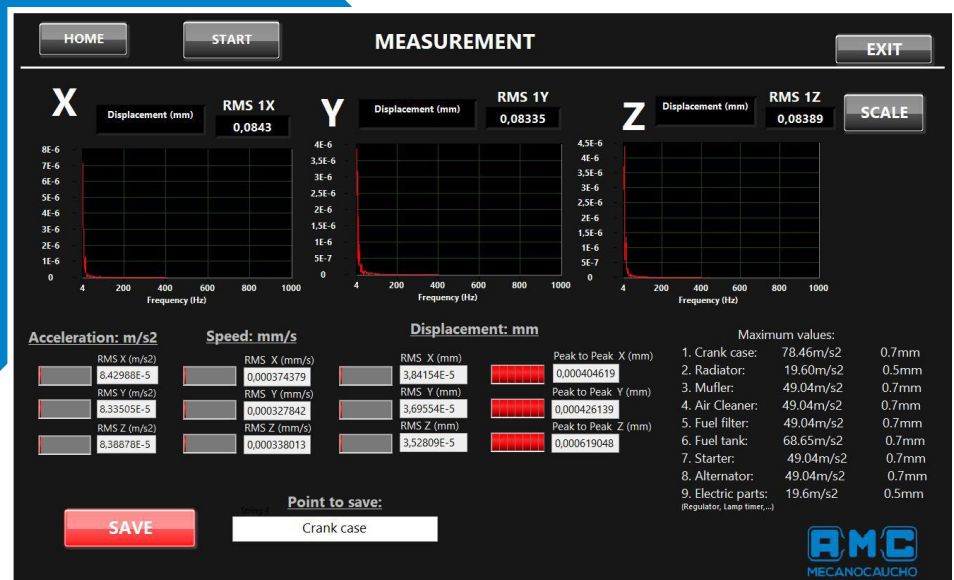 HOME
START
MEASUREMENT
EXIT
X
Displacement (mm)
RMS 1X
0,0843
Y
Displacement (mm)
RMS 1Y
0,08335
Z
Displacement (mm)
RMS 1Z
0,08389
SCALE
8E-6
7E-6
6E-6
5E-6
4E-6
3E-6
2E-6
1E-6
0
4 200 400 600 800 1000
Frequency (Hz)
4E-6
3,5E-6
3E-6
2,5E-6
2E-6
1,5E-6
1E-6
5E-7
0
4 200 400 600 800 1000
Frequency (Hz)
4,5E-6
4E-6
3,5E-6
3E-6
2,5E-6
2E-6
1,5E-6
1E-6
5E-7
0
4 200 400 600 800 1000
Frequency (Hz)
Acceleration: m/s2
RMS X (m/s2)
8,42988E-5
RMS Y (m/s2)
8,33505E-5
RMS Z (m/s2)
8,38878E-5
Speed: mm/s
RMS X (mm/s)
0,000374379
RMS Y (mm/s)
0,000327842
RMS Z (mm/s)
0,000338013
Displacement: mm
RMS X (mm)
3,84154E-5
RMS Y (mm)
3,69554E-5
RMS Z (mm)
3,52809E-5
Peak to Peak X (mm)
0,000404619
Peak to Peak Y (mm)
0,000426139
Peak to Peak Z (mm)
0,000619048
Maximum values:
1. Crank case: 78.46m/s2 0.7mm
2. Radiator: 19.60m/s2 0.5mm
3. Mufler: 49.04m/s2 0.7mm
4. Air Cleaner: 49.04m/s2 0.7mm
5. Fuel filter: 49.04m/s2 0.7mm
6. Fuel tank: 68.65m/s2 0.7mm
7. Starter: 49.04m/s2 0.7mm
8. Alternator: 49.04m/s2 0.7mm
9. Electric parts: 19.6m/s2 0.5mm
(Regulator, Lamp timer,...)
SAVE
Point to save:
Crank case
AMC
MECANOCAUCHO